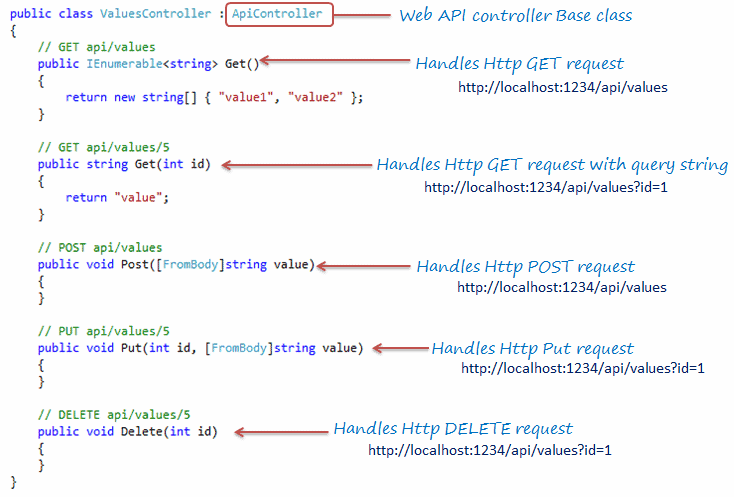 public class ValuesController : ApiController Web API controller Base class
{
// GET api/values
public IEnumerable<string> Get() Handles Http GET request
{ http://localhost:1234/api/values
return new string[] { "value1", "value2" };
}
// GET api/values/5
public string Get(int id) Handles Http GET request with query string
{ http://localhost:1234/api/values?id=1
return "value";
}
// POST api/values
public void Post([FromBody]string value) Handles Http POST request
{ http://localhost:1234/api/values
}
// PUT api/values/5
public void Put(int id, [FromBody]string value) Handles Http Put request
{ http://localhost:1234/api/values?id=1
}
// DELETE api/values/5
public void Delete(int id) Handles Http DELETE request
{ http://localhost:1234/api/values?id=1
}
}